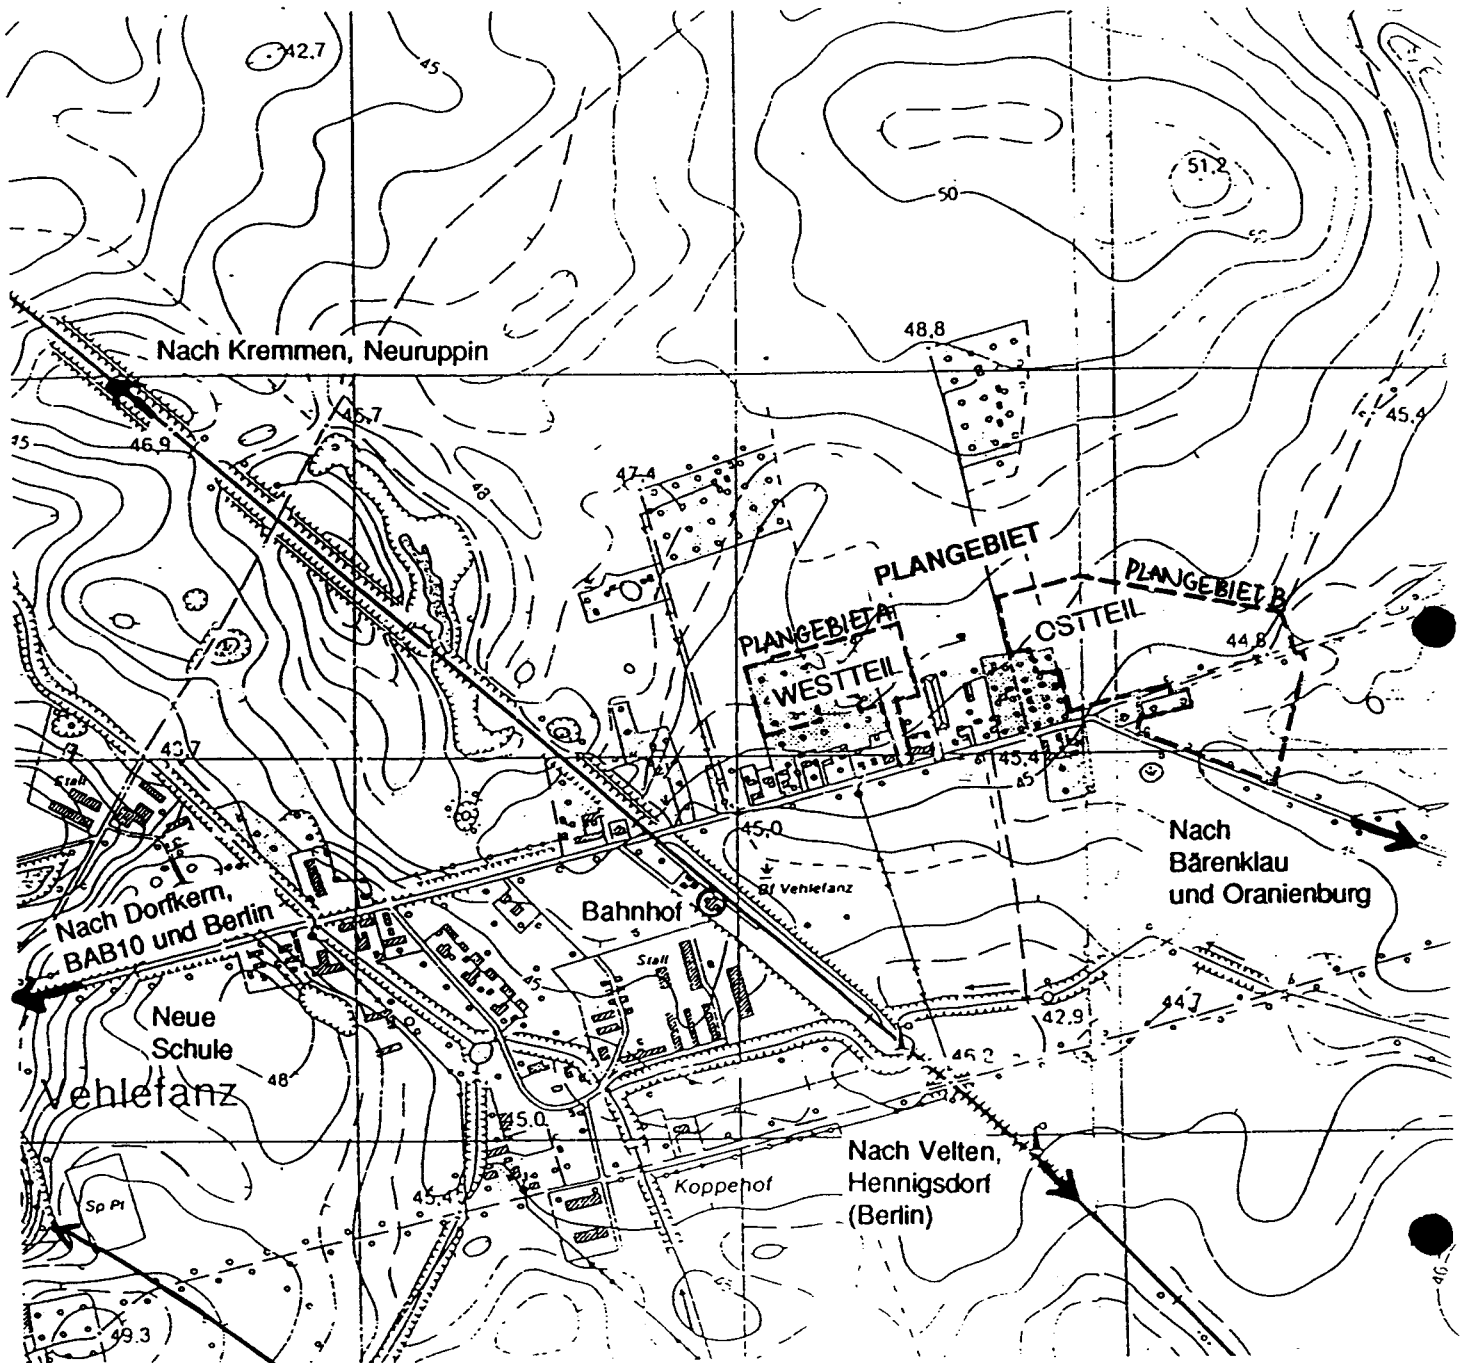 42,7
45
51,2
50
50
48,8
Nach Kremmen, Neuruppin
46,9
45,7
45,4
45
48
47,4
PLANGEBIET
PLANGEBIET B
PLANGEBIET A
OSTTEIL
WESTTEIL
44,8
43,7
Stall
45,4
45
45,0
Nach
Bärenklau
und Oranienburg
Bf Vehlefanz
Bahnhof
Nach Dorfkern,
BAB10 und Berlin
Stall
45
Neue
Schule
48
Vehlefanz
44,7
42,9
46,2
45,0
Nach Velten,
Hennigsdorf
(Berlin)
Koppehof
45,4
Sp Pl
49,3